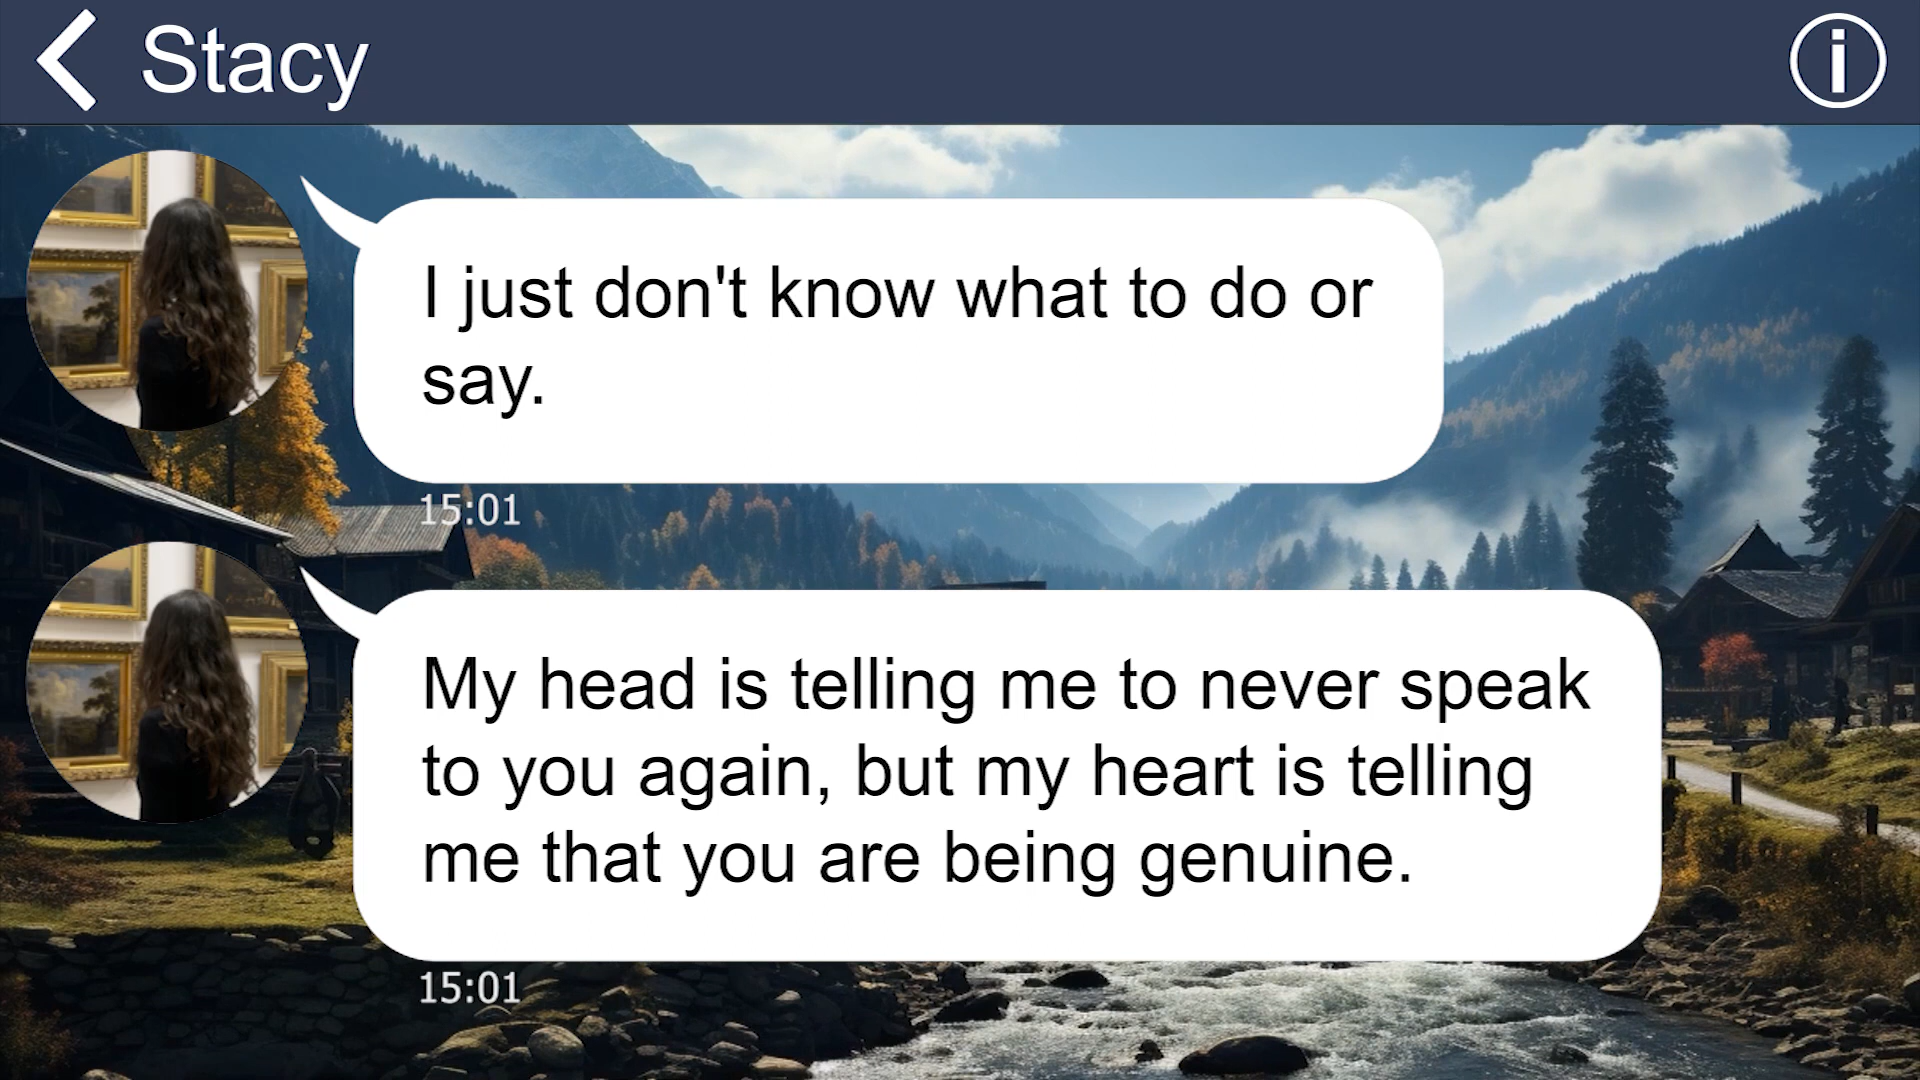 Stacy
I just don't know what to do or
say.
15:01
My head is telling me to never speak
to you again, but my heart is telling
me that you are being genuine.
15:01